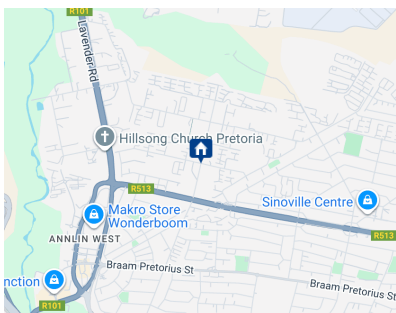 R101
Lavender Rd
Hillsong Church Pretoria
R513
Sinoville Centre
Makro Store
Wonderboom
R513
ANNLIN WEST
Braam Pretorius St
nction
Braam Pretorius St
R101